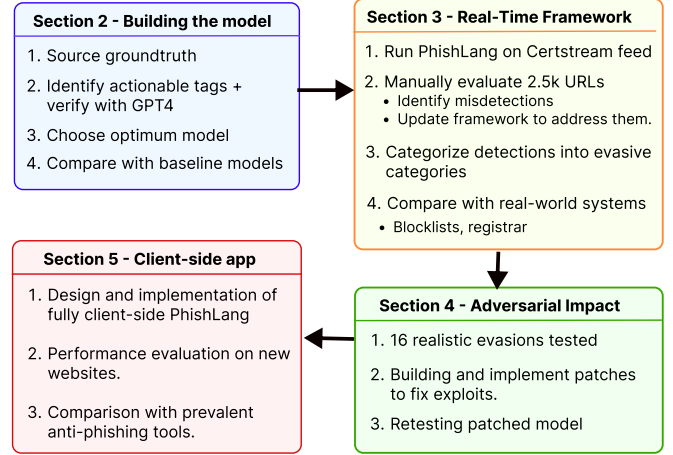 Section 2 - Building the model
1. Source groundtruth
2. Identify actionable tags +
verify with GPT4
3. Choose optimum model
4. Compare with baseline models
Section 3 - Real-Time Framework
1. Run PhishLang on Certstream feed
2. Manually evaluate 2.5k URLs
• Identify misdetections
• Update framework to address them.
3. Categorize detections into evasive
categories
4. Compare with real-world systems
• Blocklists, registrar
Section 4 - Adversarial Impact
1. 16 realistic evasions tested
2. Building and implement patches
to fix exploits.
3. Retesting patched model
Section 5 - Client-side app
1. Design and implementation of
fully client-side PhishLang
2. Performance evaluation on new
websites.
3. Comparison with prevalent
anti-phishing tools.